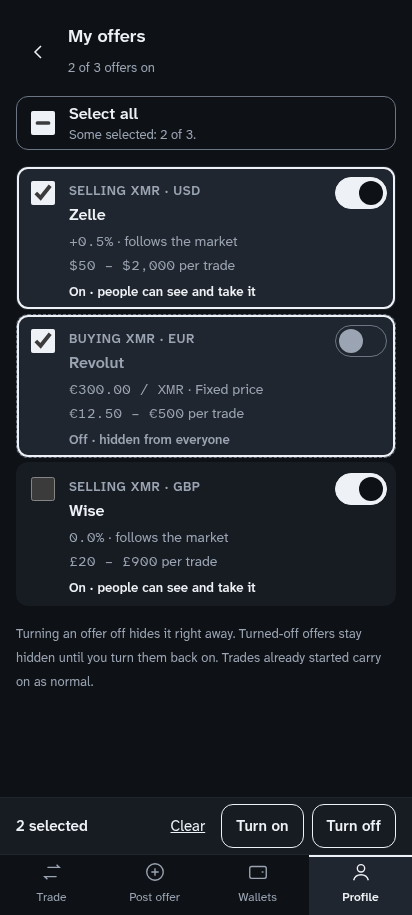 My offers
2 of 3 offers on
Select all
Some selected: 2 of 3.
SELLING XMR · USD
Zelle
+0.5% · follows the market
$50 – $2,000 per trade
On · people can see and take it
BUYING XMR · EUR
Revolut
€300.00 / XMR · Fixed price
€12.50 – €500 per trade
Off · hidden from everyone
SELLING XMR · GBP
Wise
0.0% · follows the market
£20 – £900 per trade
On · people can see and take it
Turning an offer off hides it right away. Turned-off offers stay
hidden until you turn them back on. Trades already started carry
on as normal.
2 selected Clear Turn on Turn off
Trade Post offer Wallets Profile